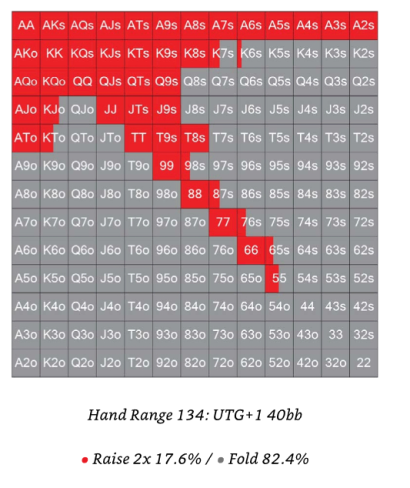 AA AKs AQs AJs ATs A9s A8s A7s A6s A5s A4s A3s A2s
AKo KK KQs KJs KTs K9s K8s K7s K6s K5s K4s K3s K2s
AQo KQo QQ QJs QTs Q9s Q8s Q7s Q6s Q5s Q4s Q3s Q2s
AJo KJo QJo JJ JTs J9s J8s J7s J6s J5s J4s J3s J2s
ATo KTo QTo JTo TT T9s T8s T7s T6s T5s T4s T3s T2s
A9o K9o Q9o J9o T9o 99 98s 97s 96s 95s 94s 93s 92s
A8o K8o Q8o J8o T8o 98o 88 87s 86s 85s 84s 83s 82s
A7o K7o Q7o J7o T7o 97o 87o 77 76s 75s 74s 73s 72s
A6o K6o Q6o J6o T6o 96o 86o 76o 66 65s 64s 63s 62s
A5o K5o Q5o J5o T5o 95o 85o 75o 65o 55 54s 53s 52s
A4o K4o Q4o J4o T4o 94o 84o 74o 64o 54o 44 43s 42s
A3o K3o Q3o J3o T3o 93o 83o 73o 63o 53o 43o 33 32s
A2o K2o Q2o J2o T2o 92o 82o 72o 62o 52o 42o 32o 22
Hand Range 134: UTG+1 40bb
• Raise 2x 17.6% / • Fold 82.4%